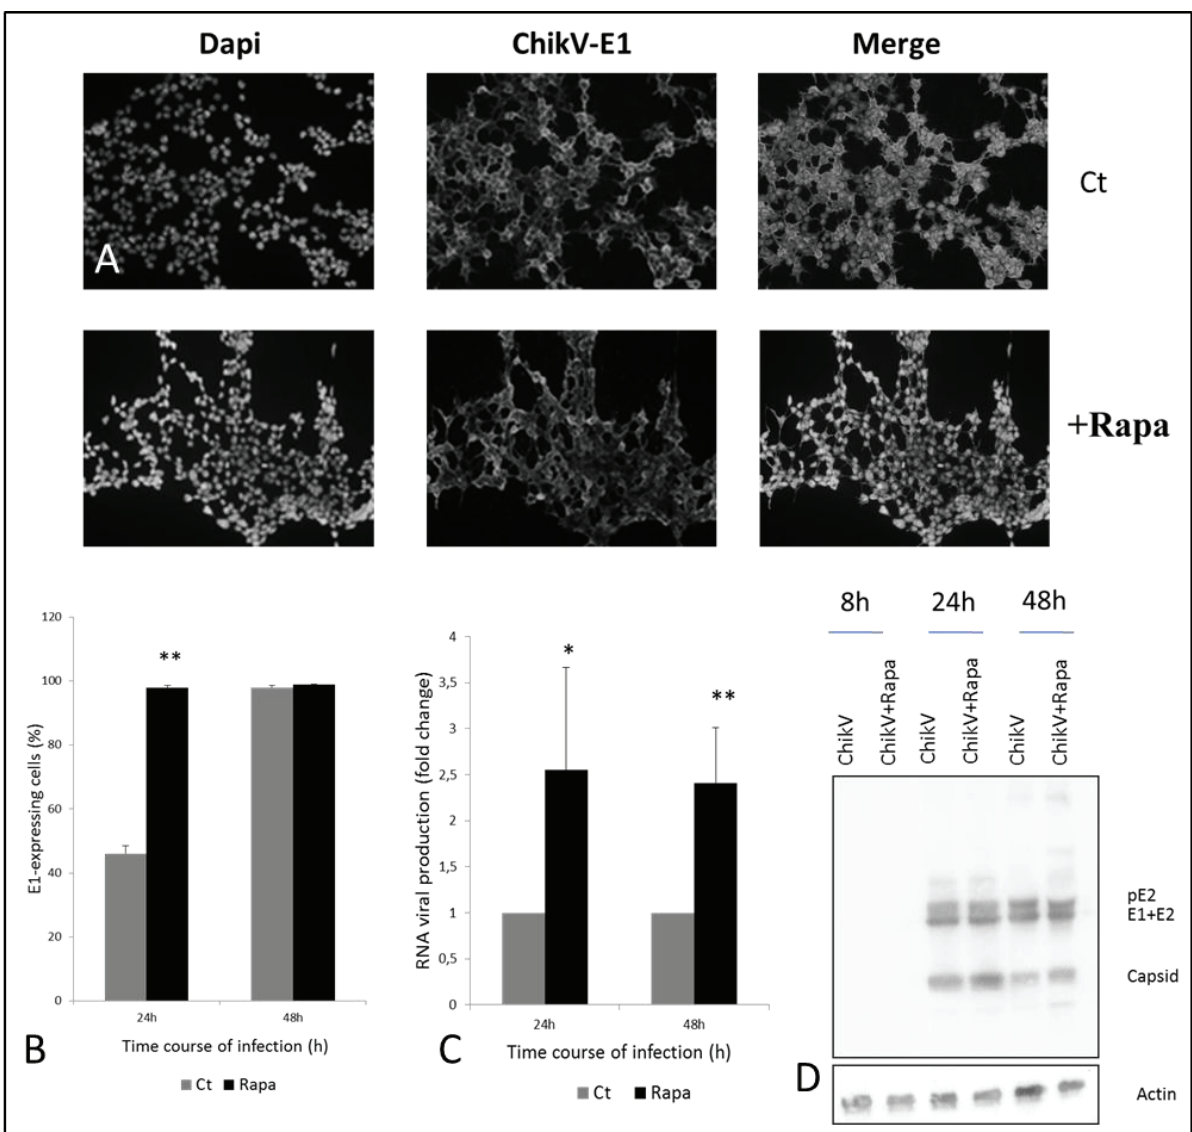 Dapi
ChikV-E1
Merge
Ct
A
+Rapa
120
100
80
60
40
20
0
**
E1-expressing cells (%)
24h
48h
Time course of infection (h)
B
Ct
Rapa
4
3,5
3
2,5
2
1,5
1
0,5
0
*
**
RNA viral production (fold change)
24h
48h
Time course of infection (h)
C
Ct
Rapa
8h
24h
48h
ChikV
ChikV+Rapa
ChikV
ChikV+Rapa
ChikV
ChikV+Rapa
pE2
E1+E2
Capsid
D
Actin